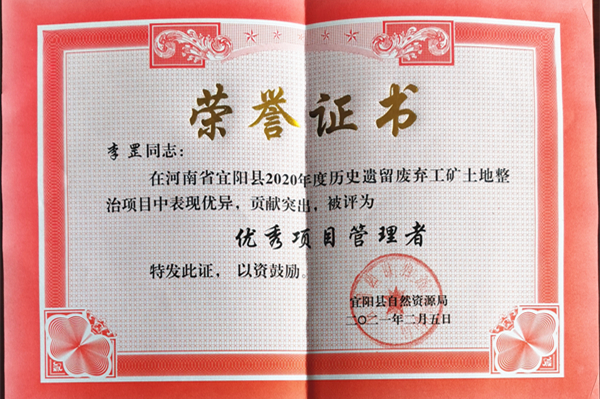 荣誉证书
李罡同志：
在河南省宜阳县2020年度历史遗留废弃工矿土地整
治项目中表现优异，贡献突出，被评为
优秀项目管理者
特发此证，以资鼓励。
宜阳县自然资源局
二〇二一年二月五日